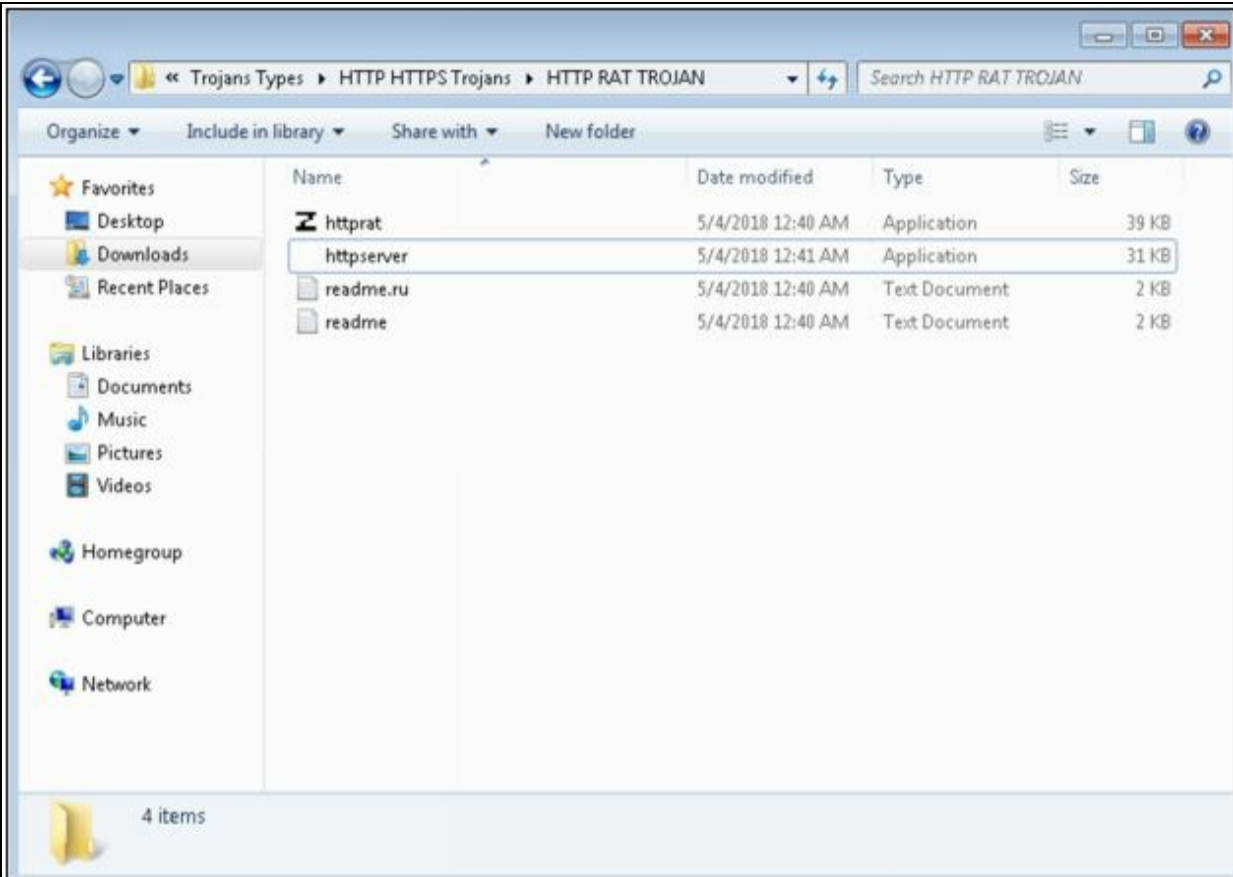 « Trojans Types ▸ HTTP HTTPS Trojans ▸ HTTP RAT TROJAN Search HTTP RAT TROJAN
Organize Include in library Share with New folder
Name Date modified Type Size
Favorites
Desktop
Downloads
Recent Places
Libraries
Documents
Music
Pictures
Videos
Homegroup
Computer
Network
httprat 5/4/2018 12:40 AM Application 39 KB
httpserver 5/4/2018 12:41 AM Application 31 KB
readme.ru 5/4/2018 12:40 AM Text Document 2 KB
readme 5/4/2018 12:40 AM Text Document 2 KB
4 items